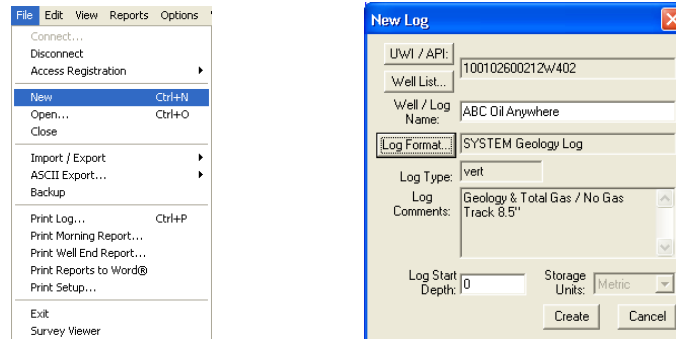 File Edit View Reports Options
Connect...
Disconnect
Access Registration
New Ctrl+N
Open... Ctrl+O
Close
Import / Export
ASCII Export...
Backup
Print Log... Ctrl+P
Print Morning Report...
Print Well End Report...
Print Reports to Word®
Print Setup...
Exit
Survey Viewer
New Log
UWI / API:
Well List...
100102600212W402
Well / Log
Name:
ABC Oil Anywhere
Log Format...
SYSTEM Geology Log
Log Type:
vert
Log
Comments:
Geology & Total Gas / No Gas
Track 8.5"
Log Start
Depth:
0
Storage
Units:
Metric
Create Cancel